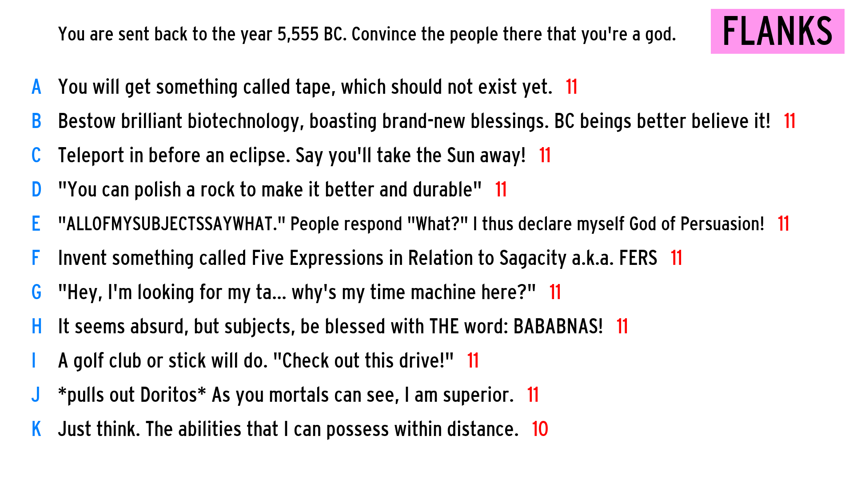 You are sent back to the year 5,555 BC. Convince the people there that you're a god. FLANKS
A You will get something called tape, which should not exist yet. 11
B Bestow brilliant biotechnology, boasting brand-new blessings. BC beings better believe it! 11
C Teleport in before an eclipse. Say you'll take the Sun away! 11
D "You can polish a rock to make it better and durable" 11
E "ALLOFMYSUBJECTSSAYWHAT." People respond "What?" I thus declare myself God of Persuasion! 11
F Invent something called Five Expressions in Relation to Sagacity a.k.a. FERS 11
G "Hey, I'm looking for my ta... why's my time machine here?" 11
H It seems absurd, but subjects, be blessed with THE word: BABABNAS! 11
I A golf club or stick will do. "Check out this drive!" 11
J *pulls out Doritos* As you mortals can see, I am superior. 11
K Just think. The abilities that I can possess within distance. 10